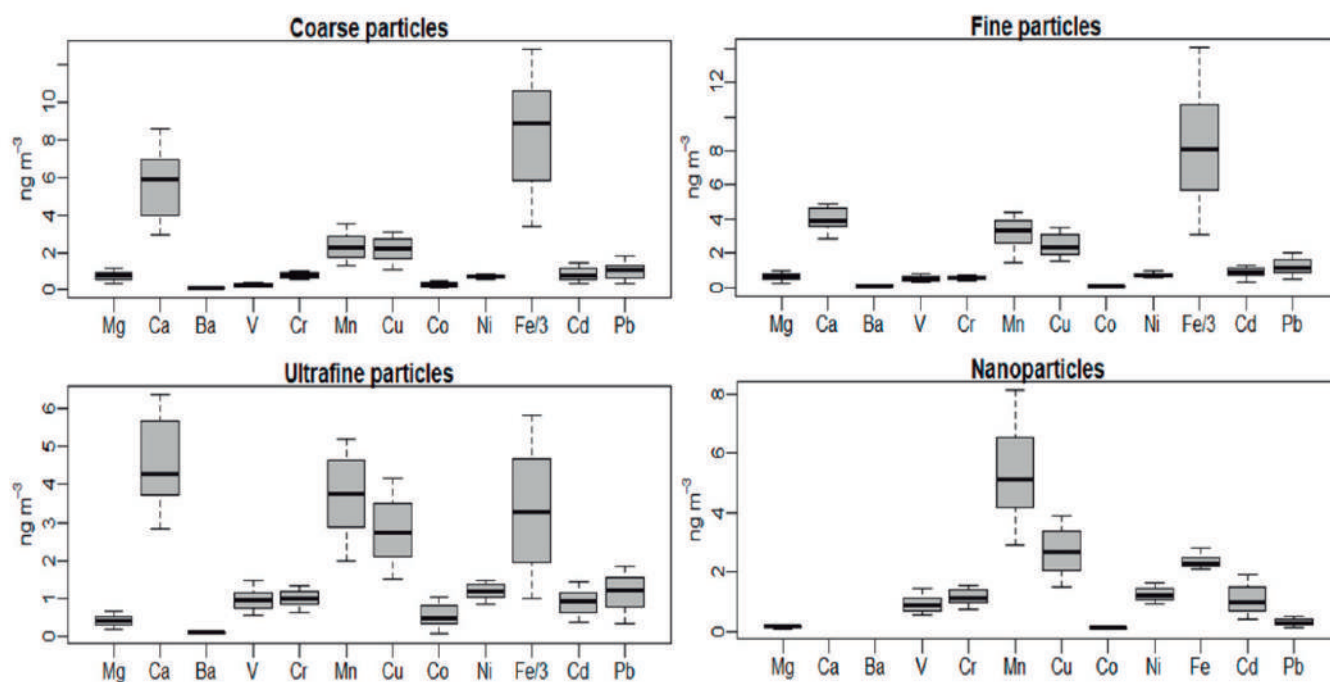 Coarse particles
ng m⁻³
10
8
6
4
2
0
Mg Ca Ba V Cr Mn Cu Co Ni Fe/3 Cd Pb
Fine particles
ng m⁻³
12
8
6
4
2
0
Mg Ca Ba V Cr Mn Cu Co Ni Fe/3 Cd Pb
Ultrafine particles
ng m⁻³
6
5
4
3
2
1
0
Mg Ca Ba V Cr Mn Cu Co Ni Fe/3 Cd Pb
Nanoparticles
ng m⁻³
8
6
4
2
0
Mg Ca Ba V Cr Mn Cu Co Ni Fe Cd Pb